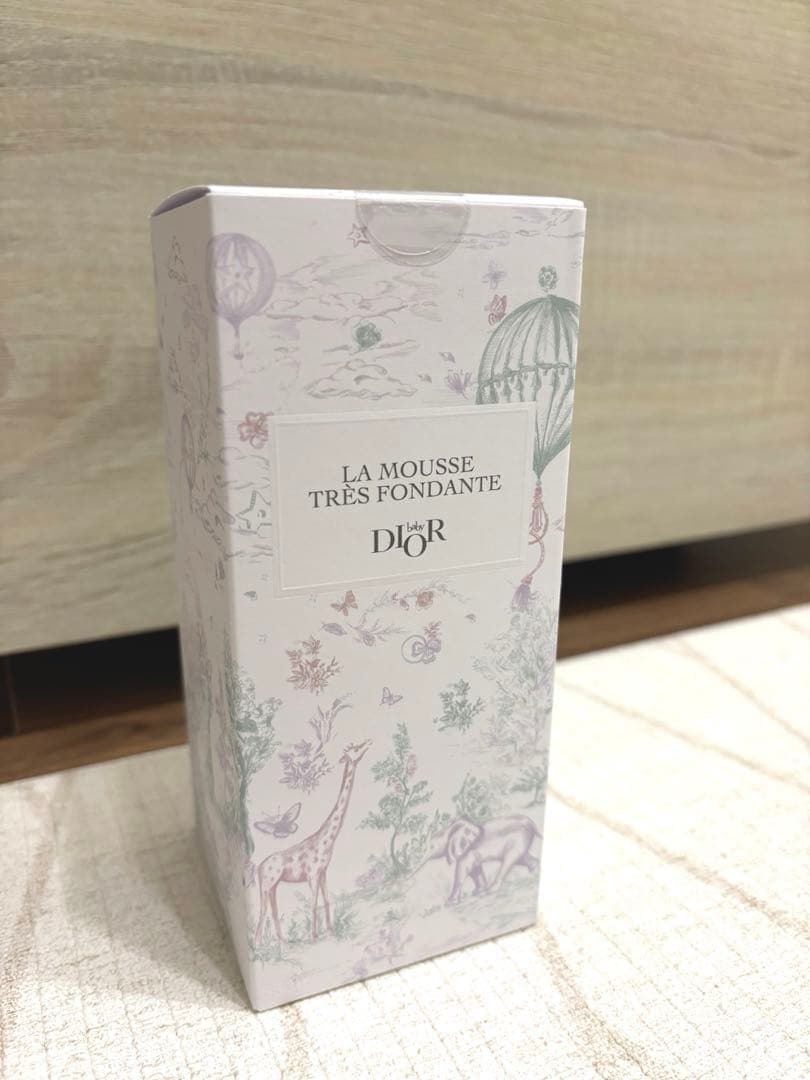 LA MOUSSE
TRÈS FONDANTE
baby
DIOR